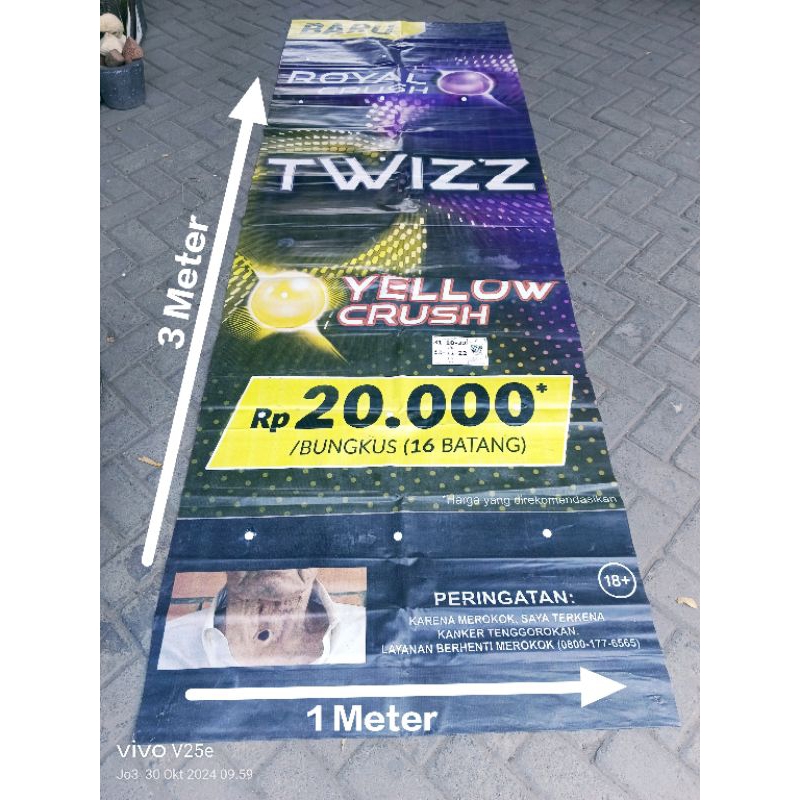 BARU
ROYAL
CRUSH
TWIZZ
3 Meter
YELLOW
CRUSH
Rp 20.000*
/BUNGKUS (16 BATANG)
*Harga yang direkomendasikan
18+
PERINGATAN:
KARENA MEROKOK, SAYA TERKENA
KANKER TENGGOROKAN.
LAYANAN BERHENTI MEROKOK (0800-177-6565)
1 Meter
vivo V25e
Jo3 30 Okt 2024 09.59